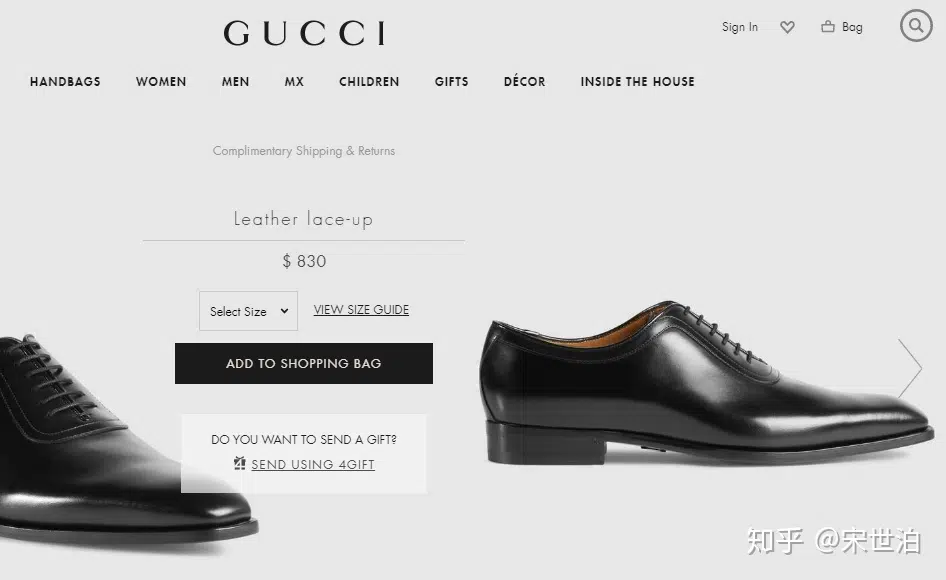 GUCCI
Sign In
Bag
HANDBAGS WOMEN MEN MX CHILDREN GIFTS DÉCOR INSIDE THE HOUSE
Complimentary Shipping & Returns
Leather lace-up
$ 830
Select Size VIEW SIZE GUIDE
ADD TO SHOPPING BAG
DO YOU WANT TO SEND A GIFT?
SEND USING 4GIFT
知乎 @宋世泊